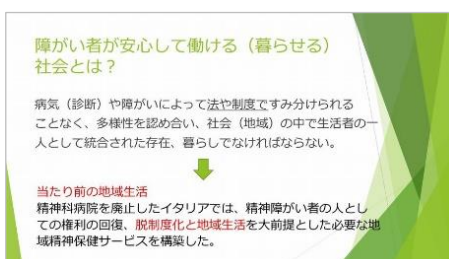 障がい者が安心して働ける（暮らせる）
社会とは？
病気（診断）や障がいによって法や制度ですみ分けられる
ことなく、多様性を認め合い、社会（地域）の中で生活者の一
人として統合された存在、暮らしでなければならない。
当たり前の地域生活
精神科病院を廃止したイタリアでは、精神障がい者の人とし
ての権利の回復、脱制度化と地域生活を大前提とした必要な地
域精神保健サービスを構築した。